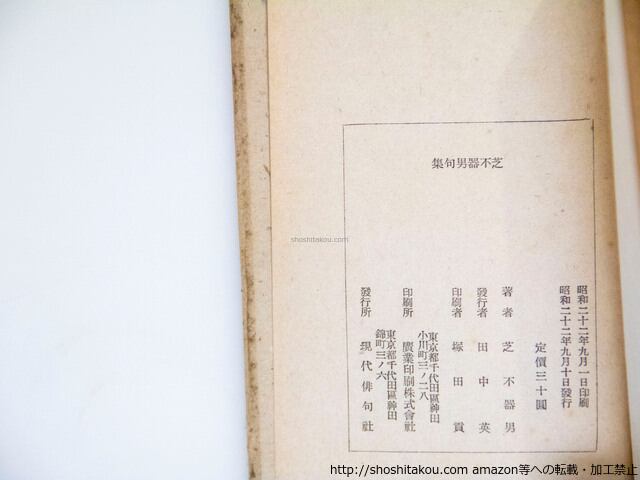 芝不器男句集
昭和二十二年九月一日印刷
昭和二十二年九月十日發行
定價三十圓
著者 芝不器男
發行者 田中英
印刷者 塚田貢
東京都千代田區神田
小川町三ノ二八
印刷所 廣業印刷株式會社
東京都千代田區神田
錦町三ノ六
發行所 現代俳句社
shoshitakou.com
http://shoshitakou.com amazon等への転載・加工禁止